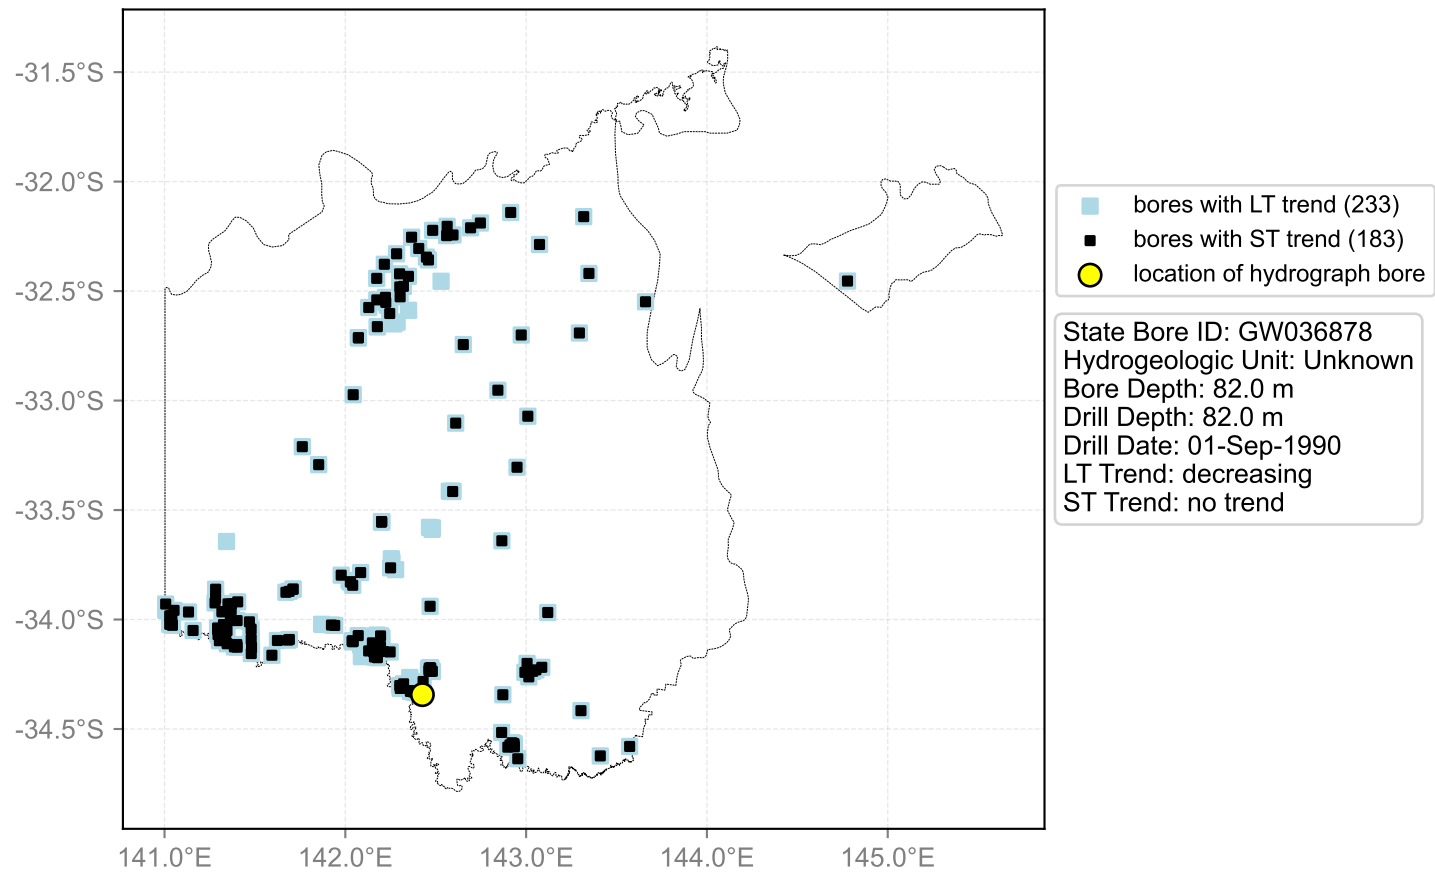 -31.5°S
-32.0°S
-32.5°S
-33.0°S
-33.5°S
-34.0°S
-34.5°S
141.0°E
142.0°E
143.0°E
144.0°E
145.0°E
bores with LT trend (233)
bores with ST trend (183)
location of hydrograph bore
State Bore ID: GW036878
Hydrogeologic Unit: Unknown
Bore Depth: 82.0 m
Drill Depth: 82.0 m
Drill Date: 01-Sep-1990
LT Trend: decreasing
ST Trend: no trend